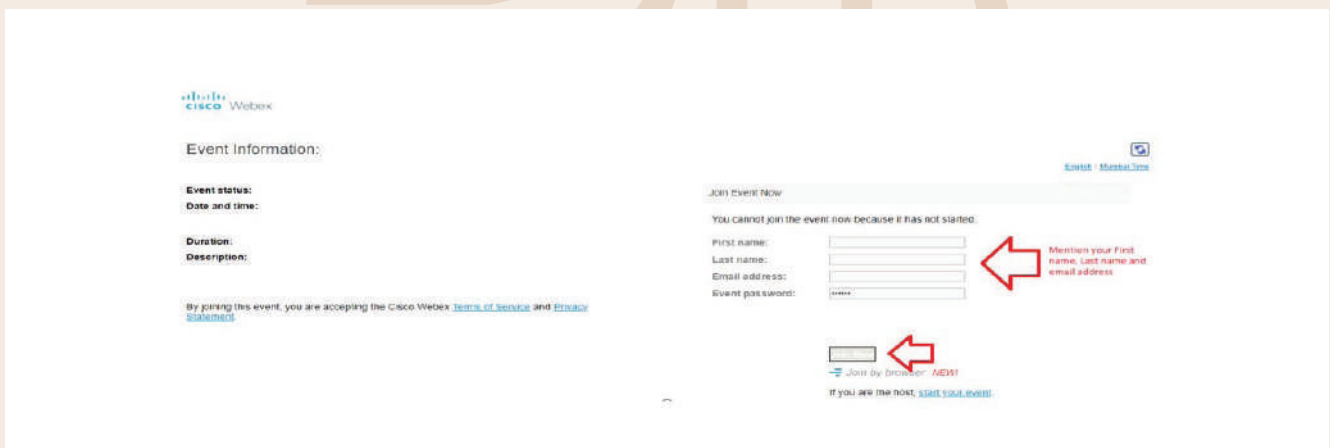 cisco Webex
Event Information:
English : Mumbai Time
Event status:
Date and time:
Duration:
Description:
By joining this event, you are accepting the Cisco Webex Terms of Service and Privacy
Statement.
Join Event Now
You cannot join the event now because it has not started.
First name:
Last name:
Email address:
Event password:
Mention your First
name, Last name and
email address
Join Now
Join by browser NEW!
If you are the host, start your event.